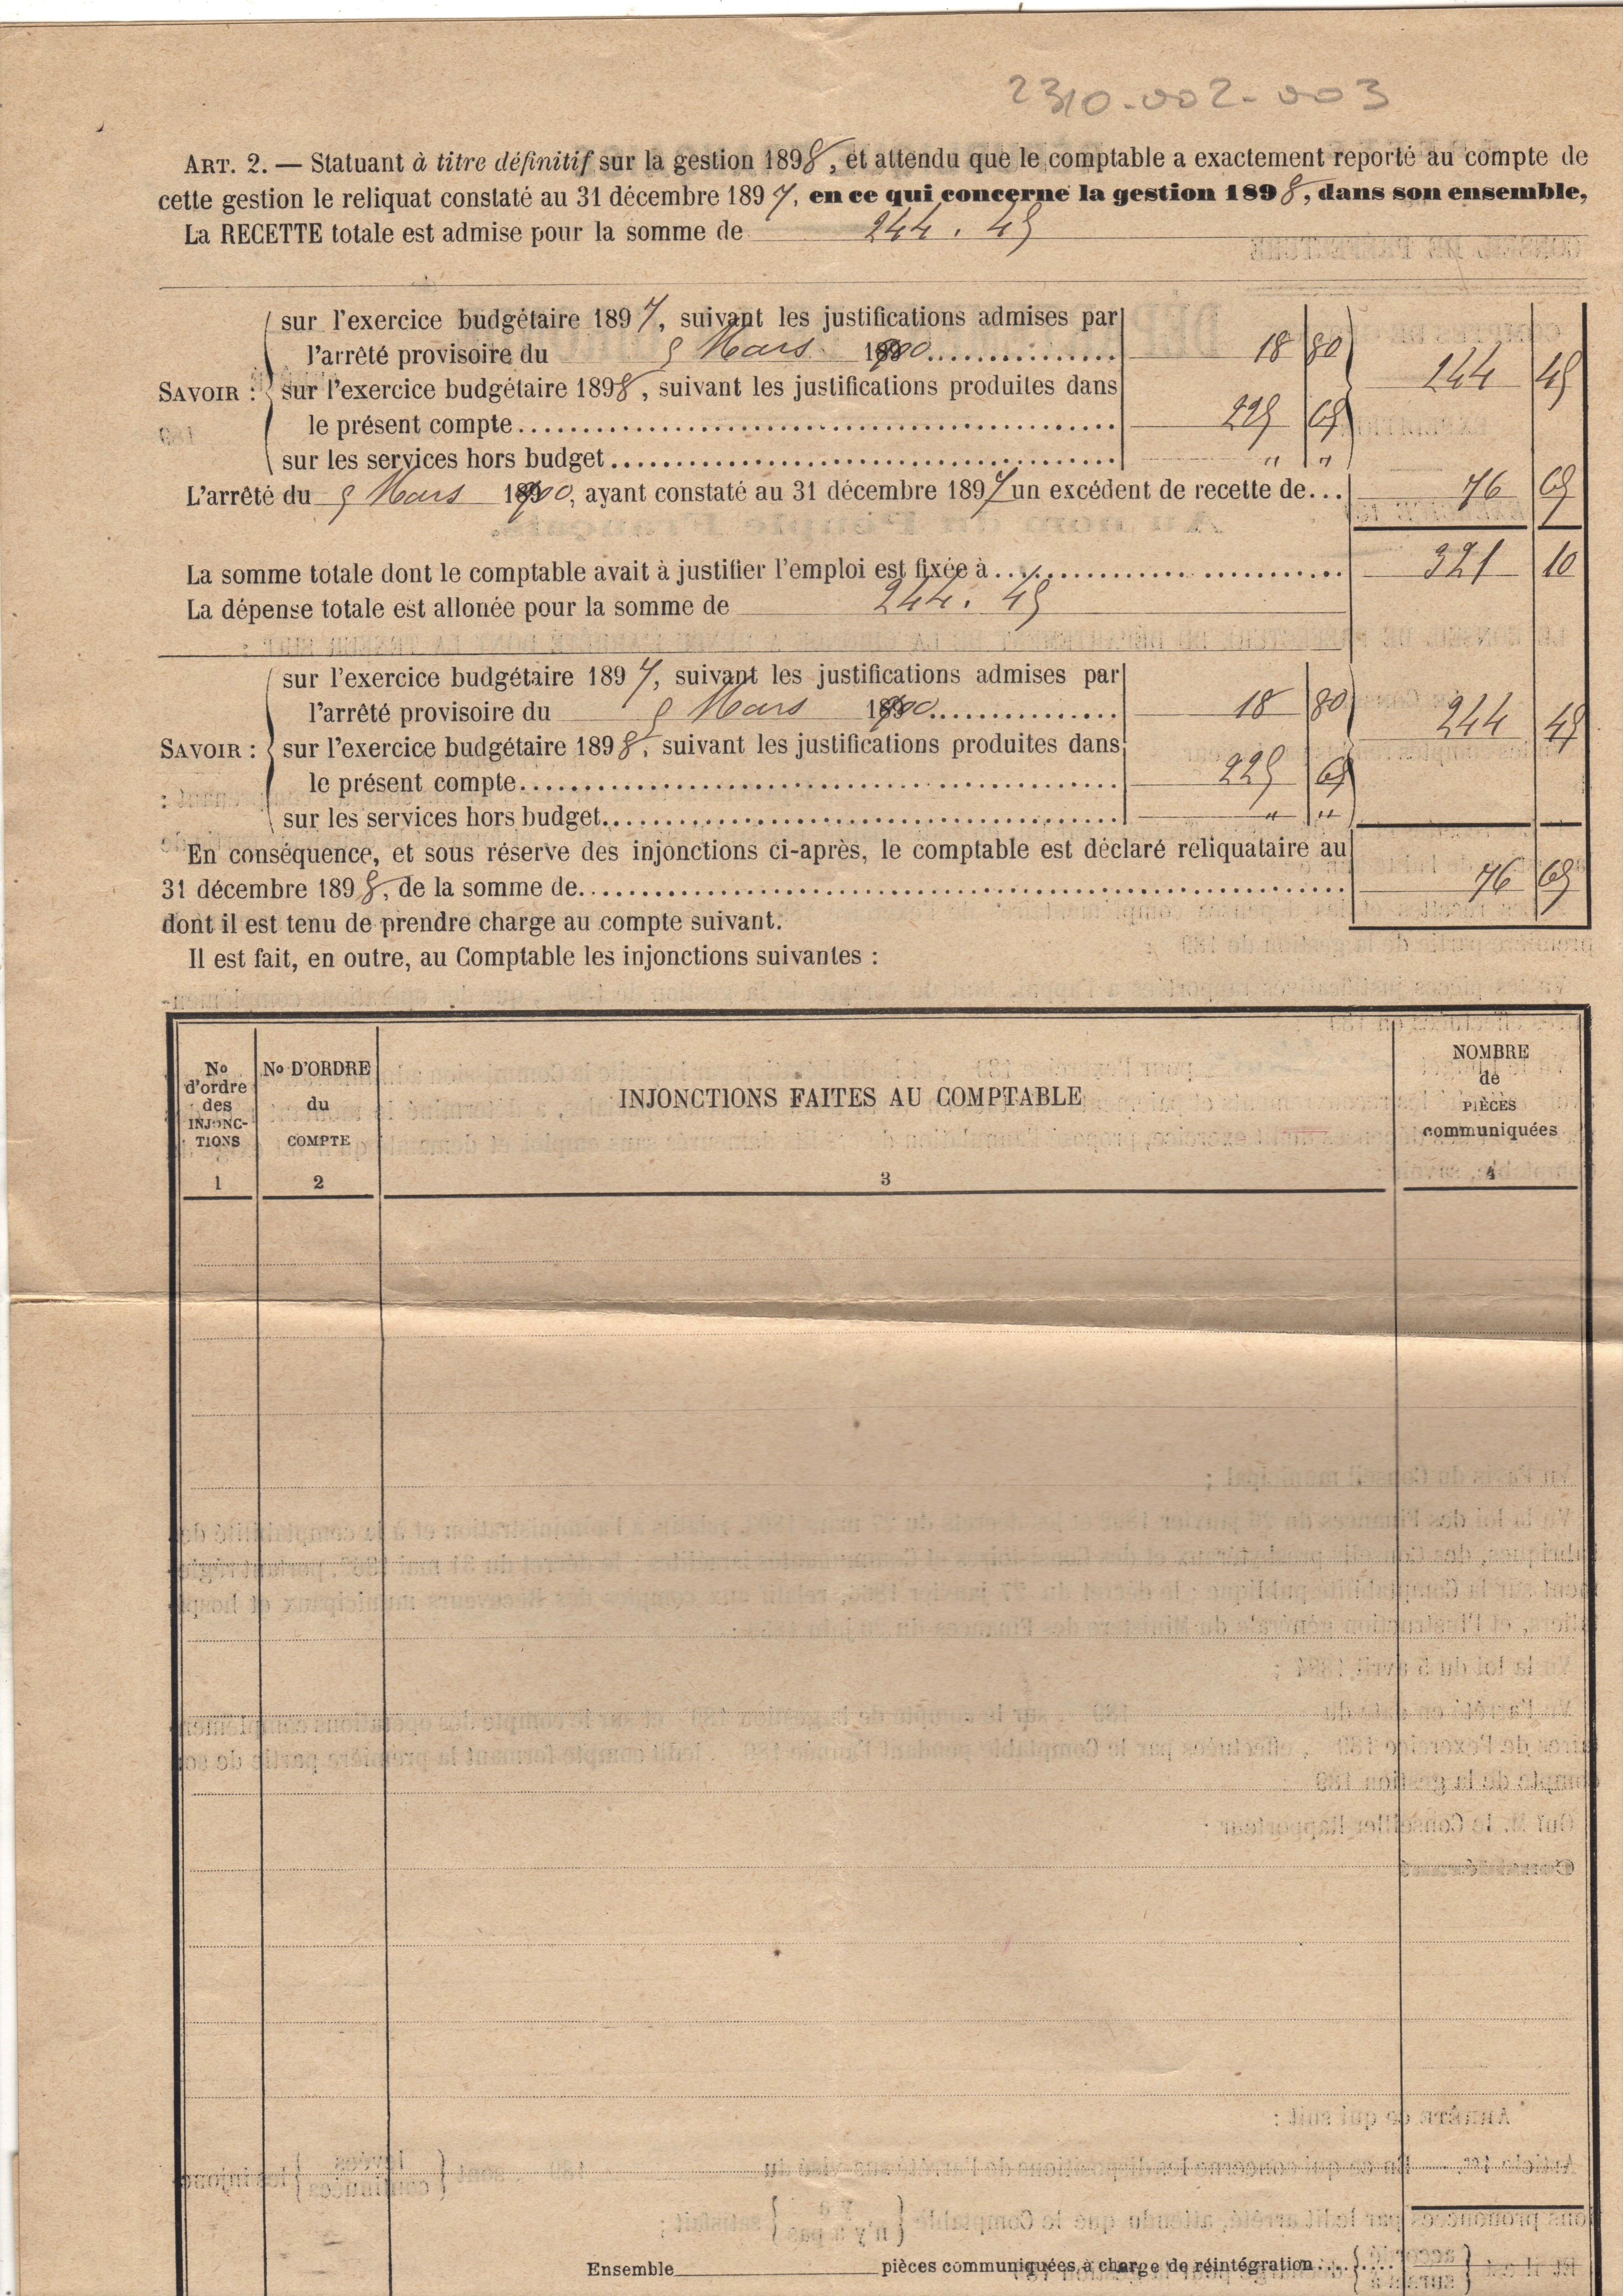 2310-002-003
ART. 2. — Statuant à titre définitif sur la gestion 1898, et attendu que le comptable a exactement reporté au compte de
cette gestion le reliquat constaté au 31 décembre 1897, en ce qui concerne la gestion 1898, dans son ensemble,
La RECETTE totale est admise pour la somme de 244. 45
sur l'exercice budgétaire 1897, suivant les justifications admises par
l'arrêté provisoire du Mars 1900 18 80
244 45
SAVOIR : sur l'exercice budgétaire 1898, suivant les justifications produites dans
le présent compte 225 65
sur les services hors budget " "
L'arrêté du Mars 1900, ayant constaté au 31 décembre 1897 un excédent de recette de... 76 65
La somme totale dont le comptable avait à justifier l'emploi est fixée à 321 10
La dépense totale est allouée pour la somme de 244. 45
sur l'exercice budgétaire 1897, suivant les justifications admises par
l'arrêté provisoire du Mars 1900 18 80
244 45
SAVOIR : sur l'exercice budgétaire 1898, suivant les justifications produites dans
le présent compte 225 65
sur les services hors budget " "
En conséquence, et sous réserve des injonctions ci-après, le comptable est déclaré reliquataire au
31 décembre 1898, de la somme de 76 65
dont il est tenu de prendre charge au compte suivant.
Il est fait, en outre, au Comptable les injonctions suivantes :
No
d'ordre
des
INJONC-
TIONS
1
No D'ORDRE
du
COMPTE
2
INJONCTIONS FAITES AU COMPTABLE
3
NOMBRE
de
PIÈCES
communiquées
4
Ensemble pièces communiquées à charge de réintégration